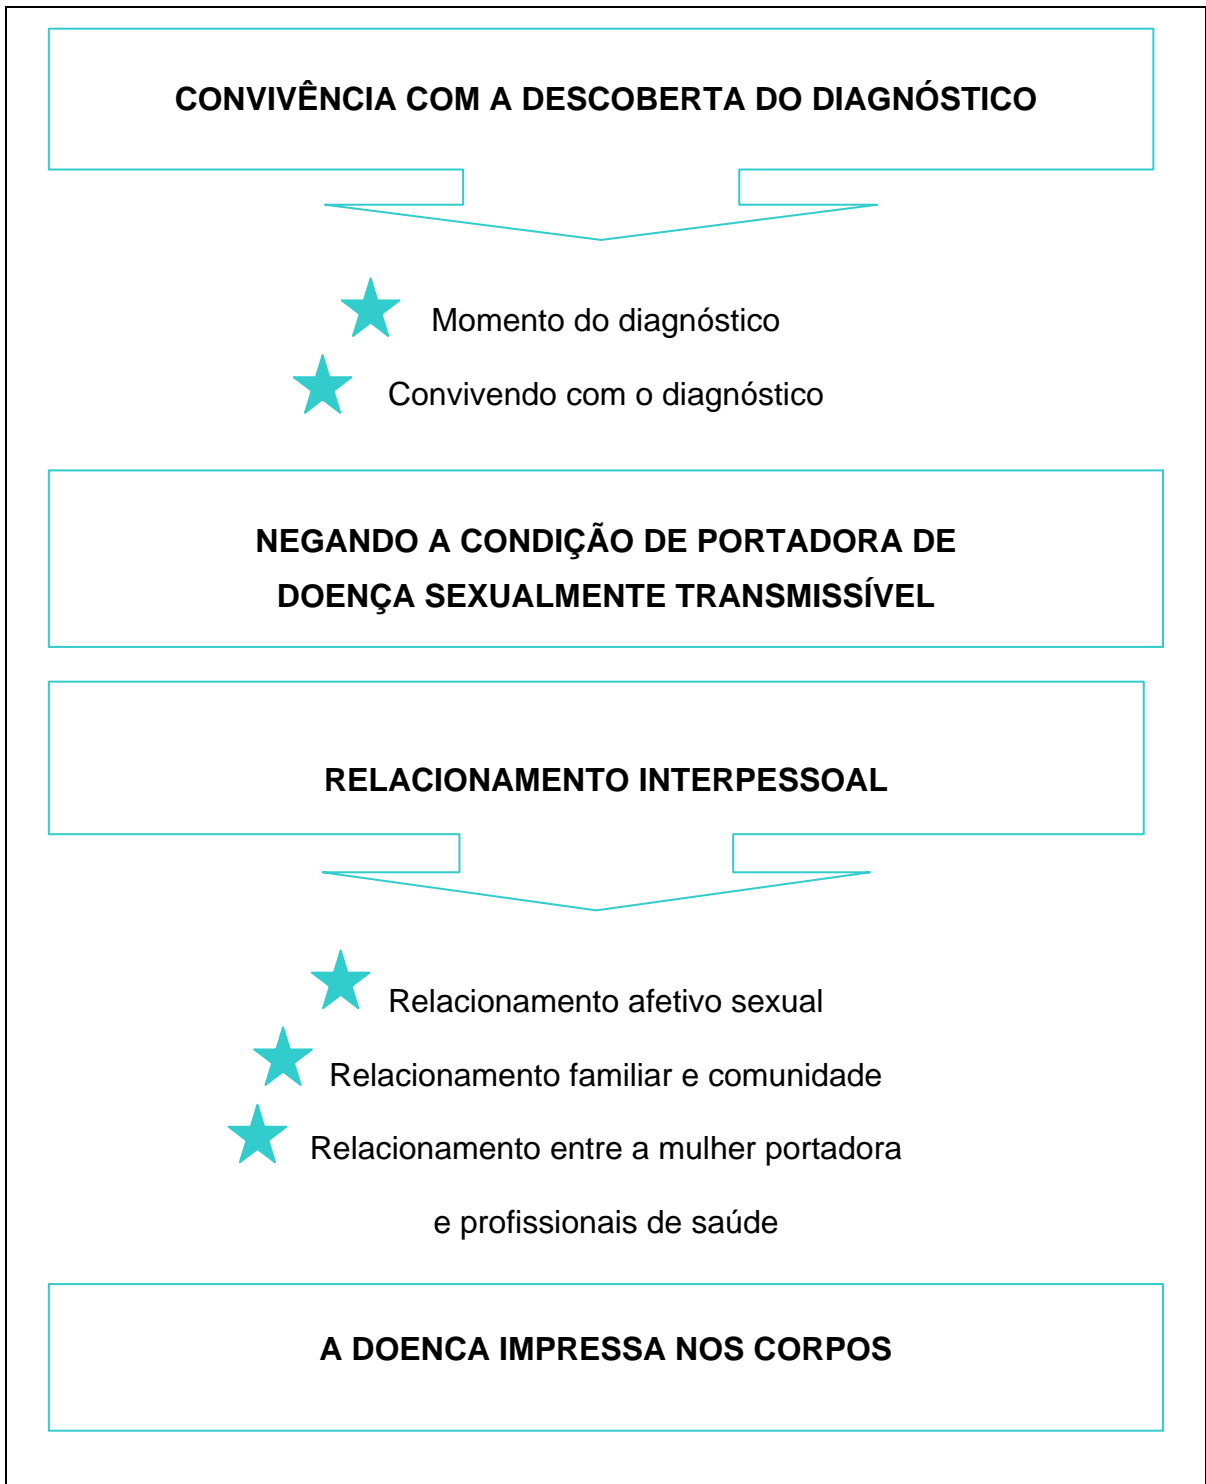 CONVIVÊNCIA COM A DESCOBERTA DO DIAGNÓSTICO
Momento do diagnóstico
Convivendo com o diagnóstico
NEGANDO A CONDIÇÃO DE PORTADORA DE
DOENÇA SEXUALMENTE TRANSMISSÍVEL
RELACIONAMENTO INTERPESSOAL
Relacionamento afetivo sexual
Relacionamento familiar e comunidade
Relacionamento entre a mulher portadora
e profissionais de saúde
A DOENCA IMPRESSA NOS CORPOS